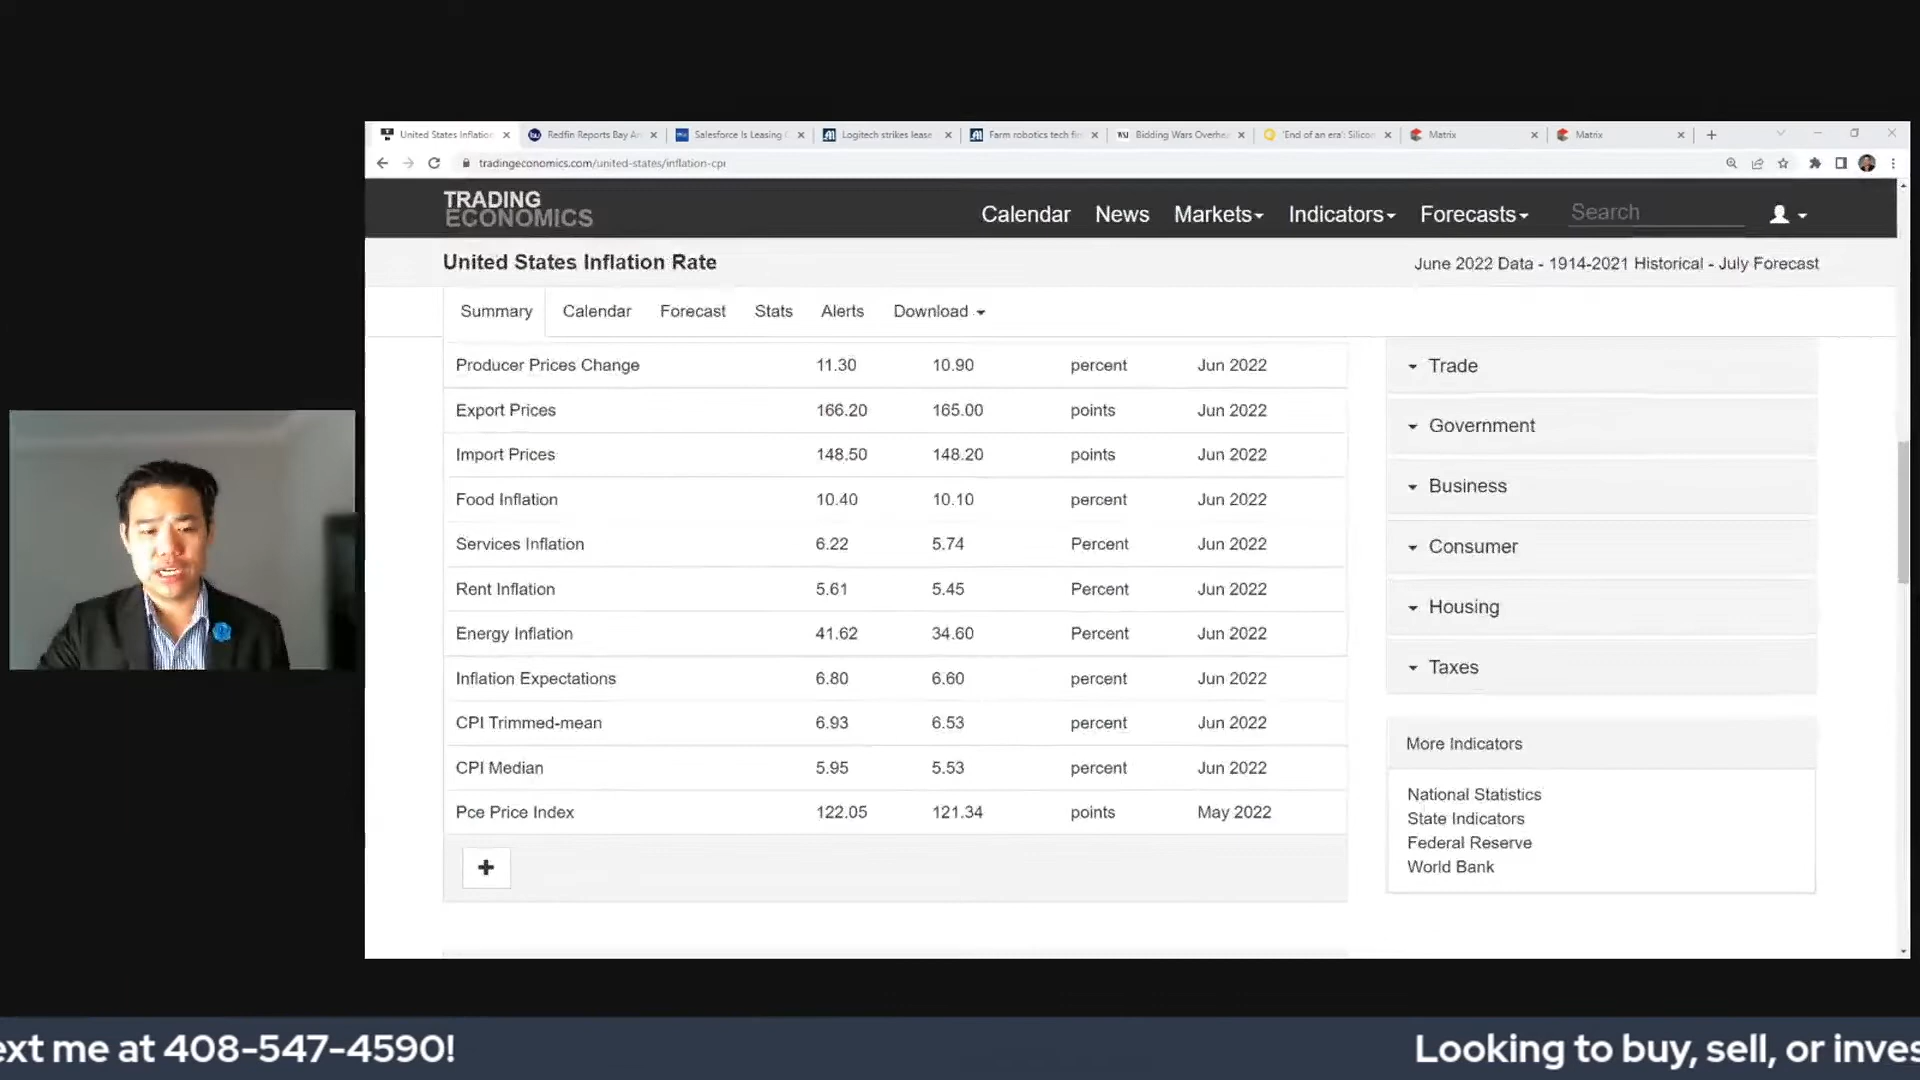 United States Inflation
Redfin Reports Bay Ar
Salesforce Is Leasing
Logitech strikes lease
Farm robotics tech fir
WSJ
Bidding Wars Overhe
'End of an era': Silicon
Matrix
Matrix
tradingeconomics.com/united-states/inflation-cpi
TRADING
ECONOMICS
Calendar News Markets Indicators Forecasts Search
United States Inflation Rate
June 2022 Data - 1914-2021 Historical - July Forecast
Summary Calendar Forecast Stats Alerts Download
Producer Prices Change 11.30 10.90 percent Jun 2022
Export Prices 166.20 165.00 points Jun 2022
Import Prices 148.50 148.20 points Jun 2022
Food Inflation 10.40 10.10 percent Jun 2022
Services Inflation 6.22 5.74 Percent Jun 2022
Rent Inflation 5.61 5.45 Percent Jun 2022
Energy Inflation 41.62 34.60 Percent Jun 2022
Inflation Expectations 6.80 6.60 percent Jun 2022
CPI Trimmed-mean 6.93 6.53 percent Jun 2022
CPI Median 5.95 5.53 percent Jun 2022
Pce Price Index 122.05 121.34 points May 2022
Trade
Government
Business
Consumer
Housing
Taxes
More Indicators
National Statistics
State Indicators
Federal Reserve
World Bank
ext me at 408-547-4590!
Looking to buy, sell, or inves